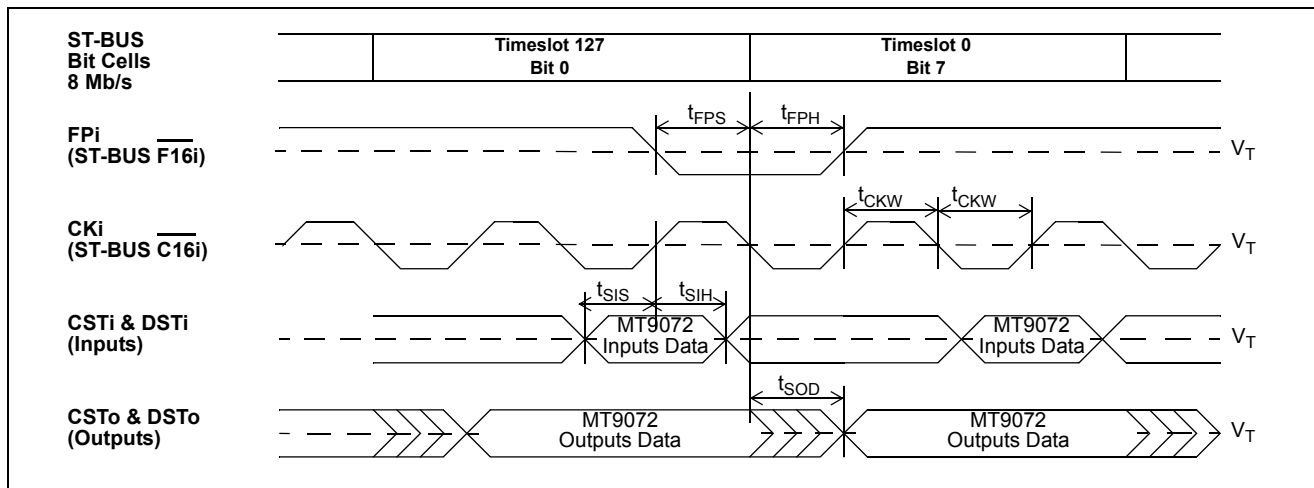 ST-BUS
Bit Cells
8 Mb/s
Timeslot 127
Bit 0
Timeslot 0
Bit 7
FPi
(ST-BUS F16i)
tFPS
tFPH
VT
CKi
(ST-BUS C16i)
tCKW
tCKW
VT
CSTi & DSTi
(Inputs)
tSIS
tSIH
MT9072
Inputs Data
MT9072
Inputs Data
VT
CSTo & DSTo
(Outputs)
tSOD
MT9072
Outputs Data
MT9072
Outputs Data
VT